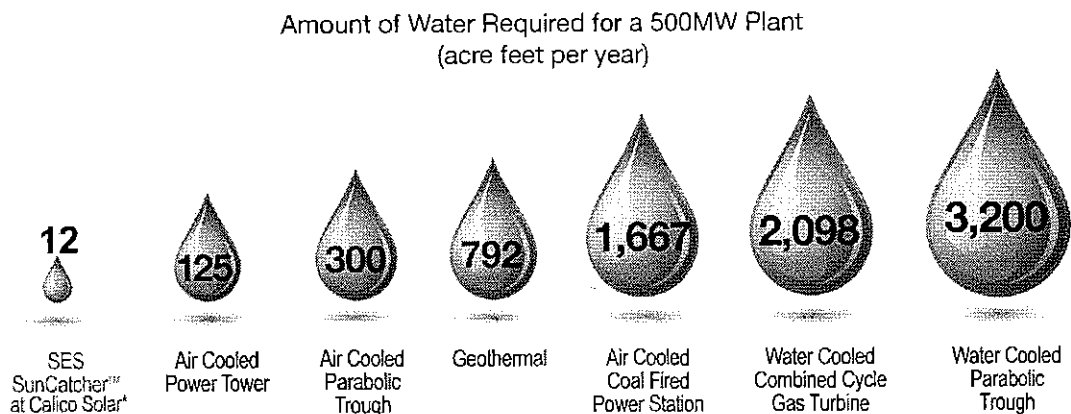 Amount of Water Required for a 500MW Plant
(acre feet per year)
12
125
300
792
1,667
2,098
3,200
SES
SunCatcher™
at Calico Solar*
Air Cooled
Power Tower
Air Cooled
Parabolic
Trough
Geothermal
Air Cooled
Coal Fired
Power Station
Water Cooled
Combined Cycle
Gas Turbine
Water Cooled
Parabolic
Trough